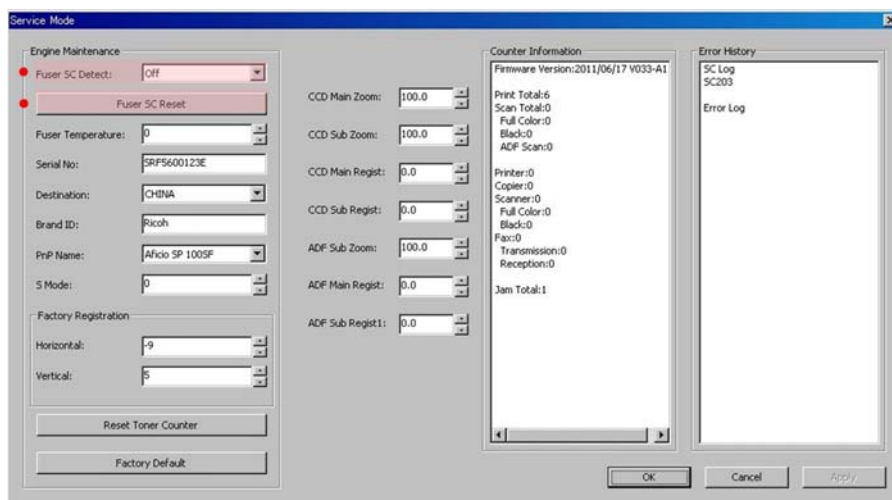 Service Mode
Engine Maintenance
Fuser SC Detect: Off
Fuser SC Reset
Fuser Temperature: 0
Serial No: SRF5600123E
Destination: CHINA
Brand ID: Ricoh
PnP Name: Aficio SP 100SF
S Mode: 0
Factory Registration
Horizontal: -9
Vertical: 5
Reset Toner Counter
Factory Default
CCD Main Zoom: 100.0
CCD Sub Zoom: 100.0
CCD Main Regist: 0.0
CCD Sub Regist: 0.0
ADF Sub Zoom: 100.0
ADF Main Regist: 0.0
ADF Sub Regist1: 0.0
Counter Information
Firmware Version:2011/06/17 V033-A1
Print Total:6
Scan Total:0
Full Color:0
Black:0
ADF Scan:0
Printer:0
Copier:0
Scanner:0
Full Color:0
Black:0
Fax:0
Transmission:0
Reception:0
Jam Total:1
Error History
SC Log
SC203
Error Log
OK
Cancel
Apply